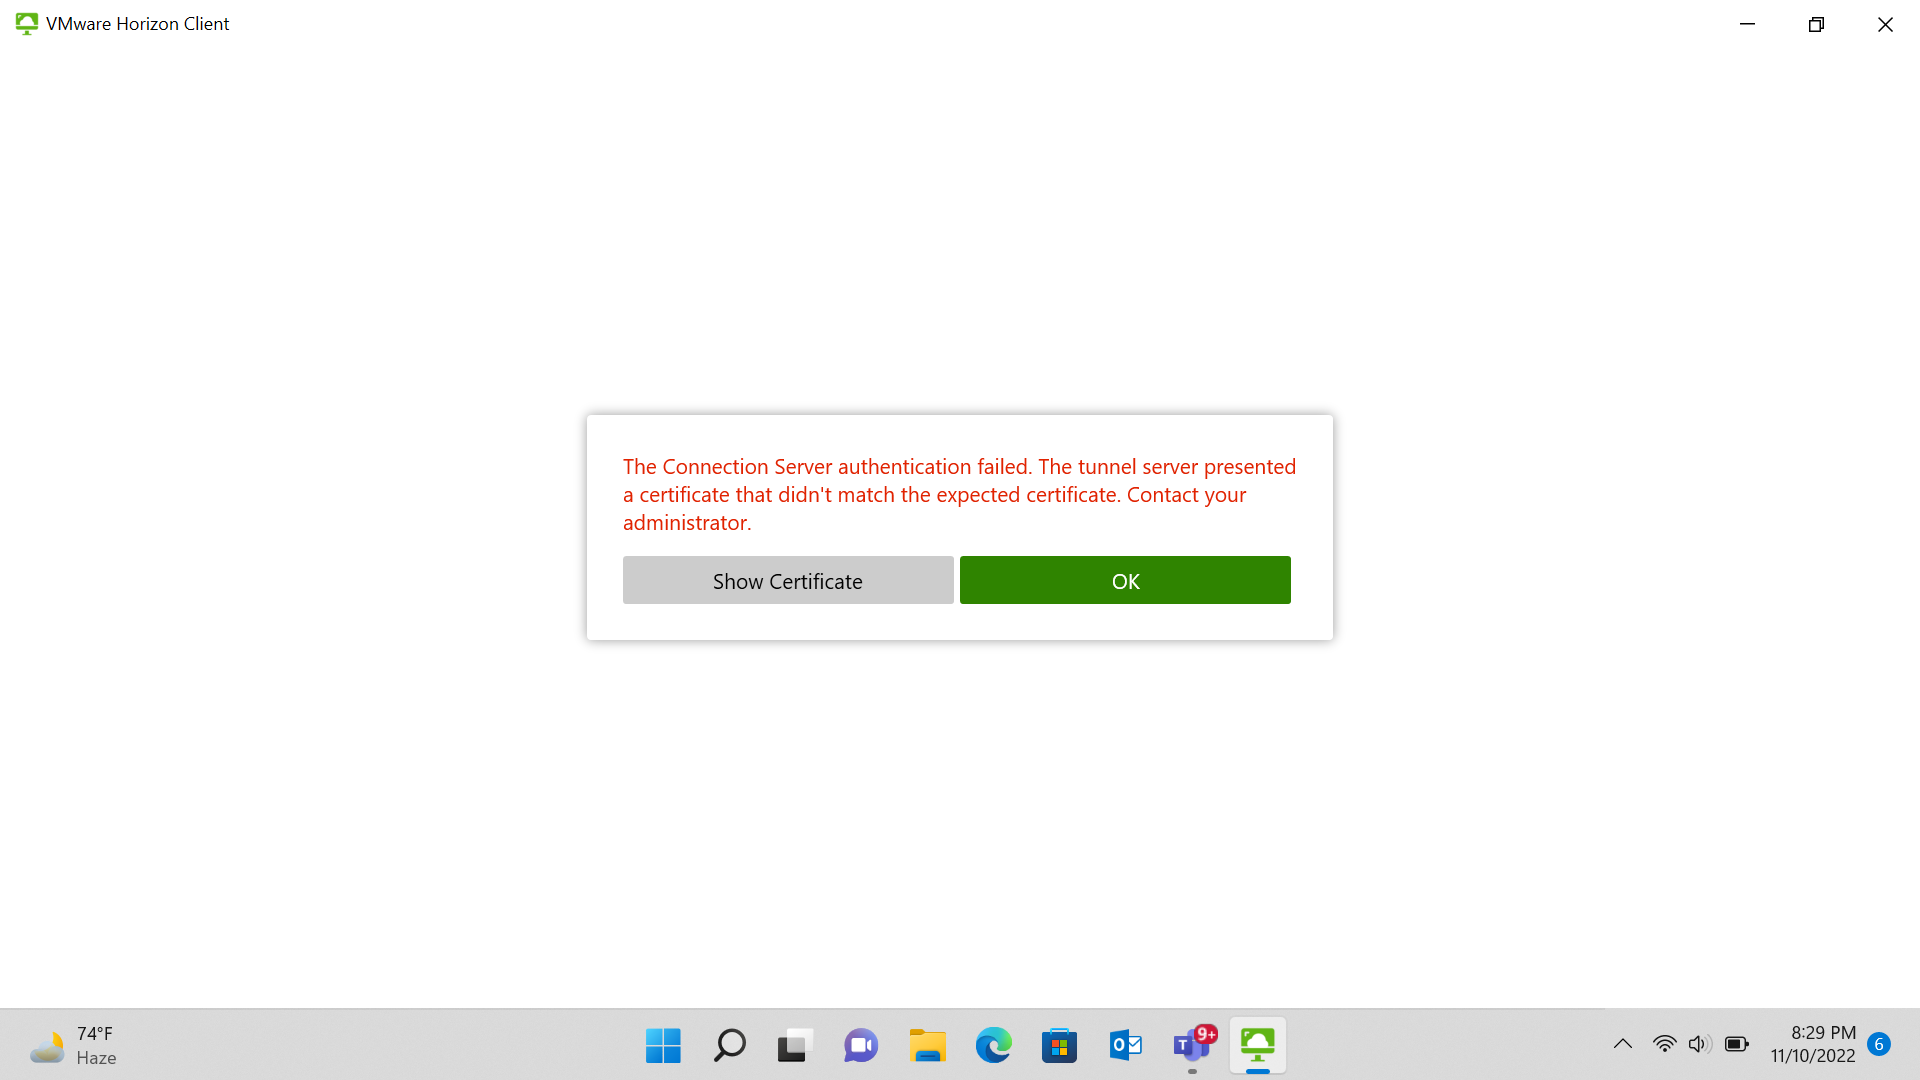 VMware Horizon Client
The Connection Server authentication failed. The tunnel server presented
a certificate that didn't match the expected certificate. Contact your
administrator.
Show Certificate
OK
74°F
Haze
9+
8:29 PM
11/10/2022
6